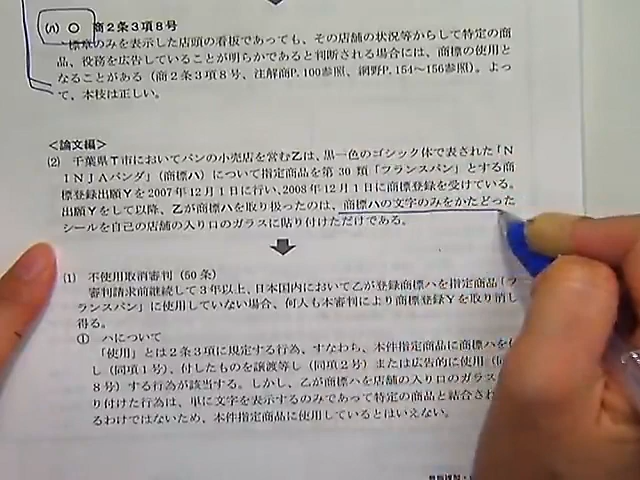 (ハ) ○ 商2条3項8号
標章のみを表示した店頭の看板であっても、その店舗の状況等からして特定の商
品、役務を広告していることが明らかであると判断される場合には、商標の使用と
なることがある（商2条3項8号、注解商P.100参照、網野P.154～156参照）。よっ
て、本枝は正しい。
＜論文編＞
(2) 千葉県T市においてパンの小売店を営む乙は、黒一色のゴシック体で表された「N
INJAパンダ」（商標ハ）について指定商品を第30類「フランスパン」とする商
標登録出願Yを2007年12月1日に行い、2008年12月1日に商標登録を受けている。
出願Yをして以降、乙が商標ハを取り扱ったのは、商標ハの文字のみをかたどった
シールを自己の店舗の入り口のガラスに貼り付けただけである。
(1) 不使用取消審判（50条）
審判請求前継続して3年以上、日本国内において乙が登録商標ハを指定商品「フ
ランスパン」に使用していない場合、何人も本審判により商標登録Yを取り消し
得る。
① ハについて
「使用」とは2条3項に規定する行為、すなわち、本件指定商品に商標ハを付
し（同項1号）、付したものを譲渡等し（同項2号）または広告的に使用（同
8号）する行為が該当する。しかし、乙が商標ハを店舗の入り口のガラス
り付けた行為は、単に文字を表示するのみであって特定の商品と結合され
るわけではないため、本件指定商品に使用しているとはいえない。